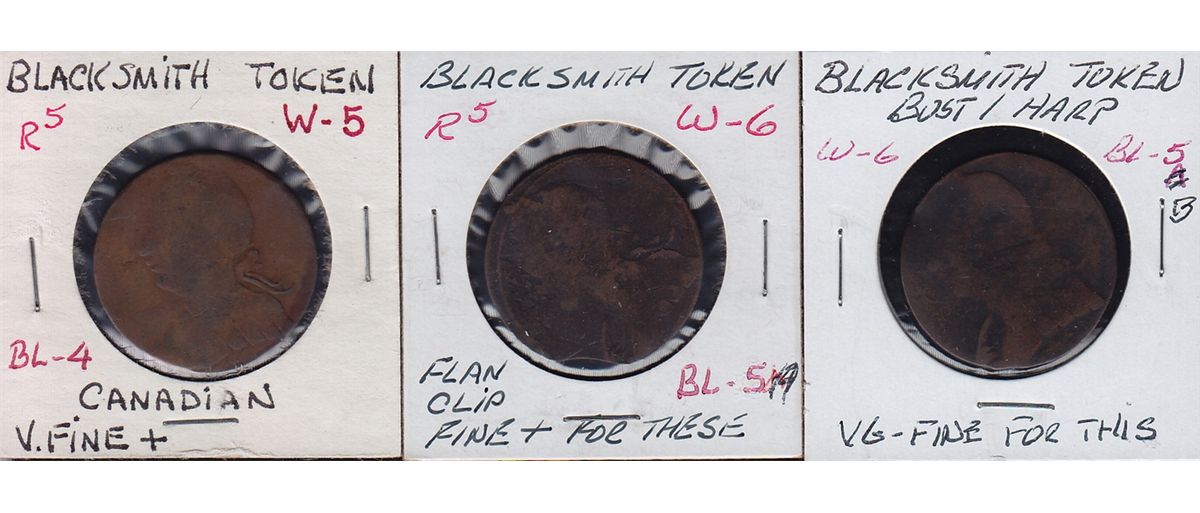 BLACKSMITH TOKEN
R5
W-5
BL-4
CANADIAN
V.FINE +
BLACKSMITH TOKEN
R5
W-6
FLAN
CLIP
BL-5A
FINE + FOR THESE
BLACKSMITH TOKEN
BUST / HARP
W-6
BL-5
B
VG-FINE FOR THIS